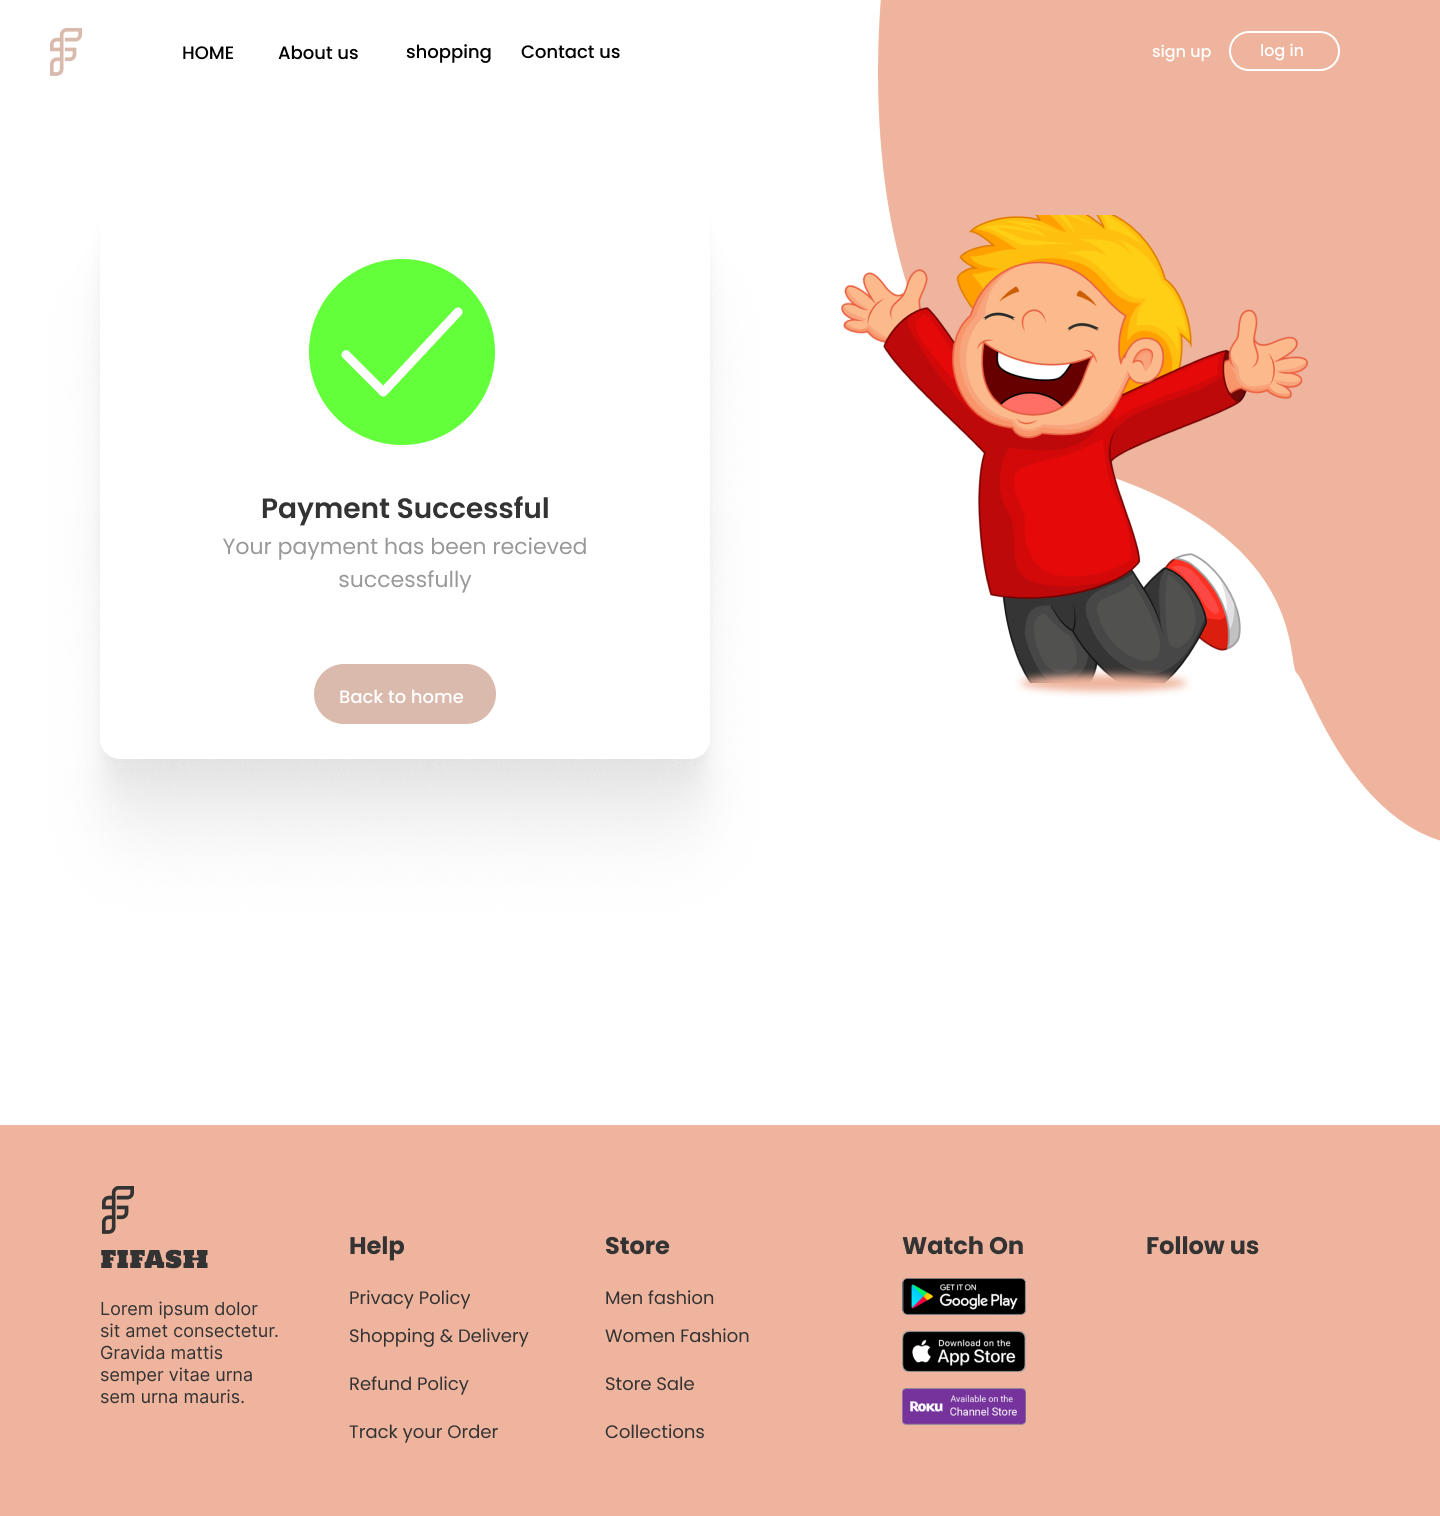 HOME About us shopping Contact us sign up log in
Payment Successful
Your payment has been recieved
successfully
Back to home
FIFASH
Lorem ipsum dolor
sit amet consectetur.
Gravida mattis
semper vitae urna
sem urna mauris.
Help
Privacy Policy
Shopping & Delivery
Refund Policy
Track your Order
Store
Men fashion
Women Fashion
Store Sale
Collections
Watch On
GET IT ON
Google Play
Download on the
App Store
ROKU
Available on the
Channel Store
Follow us